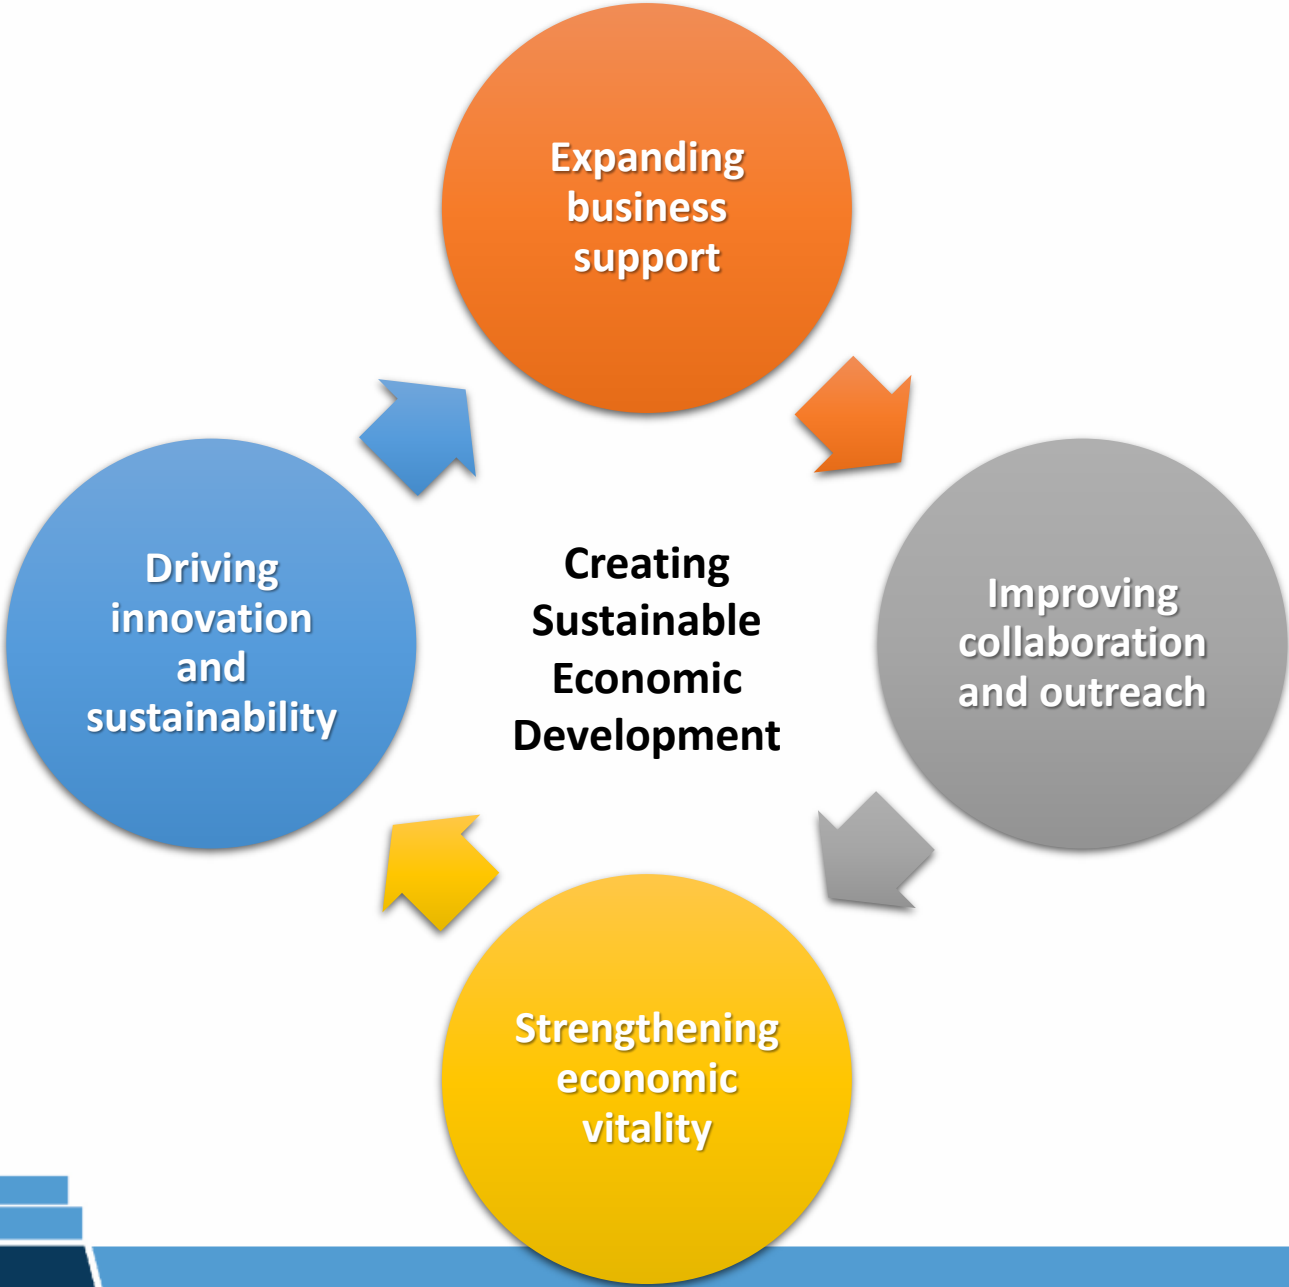 Expanding
business
support
Improving
collaboration
and outreach
Strengthening
economic
vitality
Driving
innovation
and
sustainability
Creating
Sustainable
Economic
Development